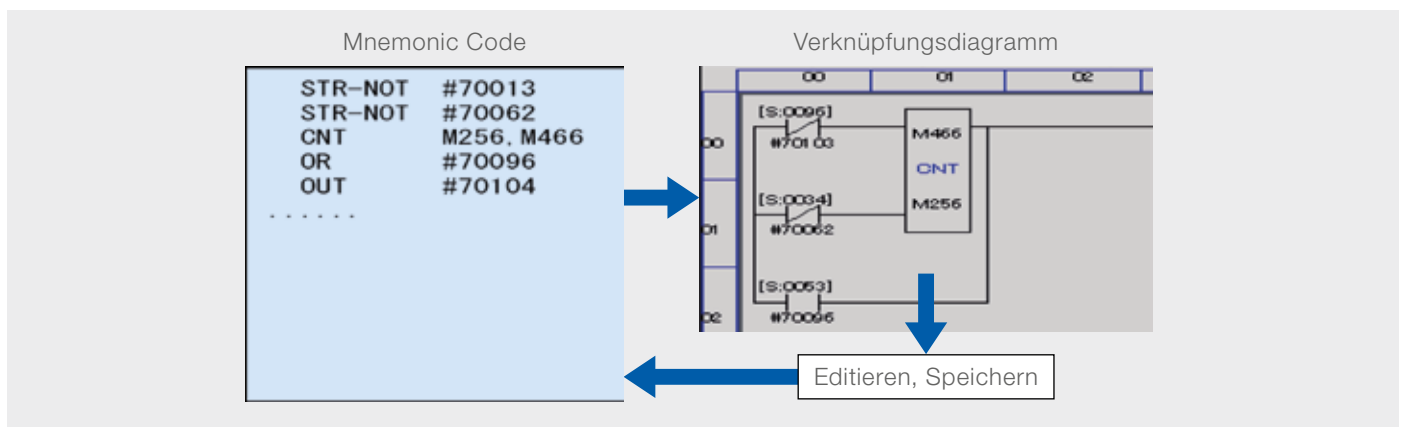 Mnemonic Code
STR-NOT #70013
STR-NOT #70062
CNT M256, M466
OR #70096
OUT #70104
......
Verknüpfungsdiagramm
00 01 02
00
[S:0096]
#70103
M466
CNT
M256
01
[S:0034]
#70062
02
[S:0053]
#70096
Editieren, Speichern